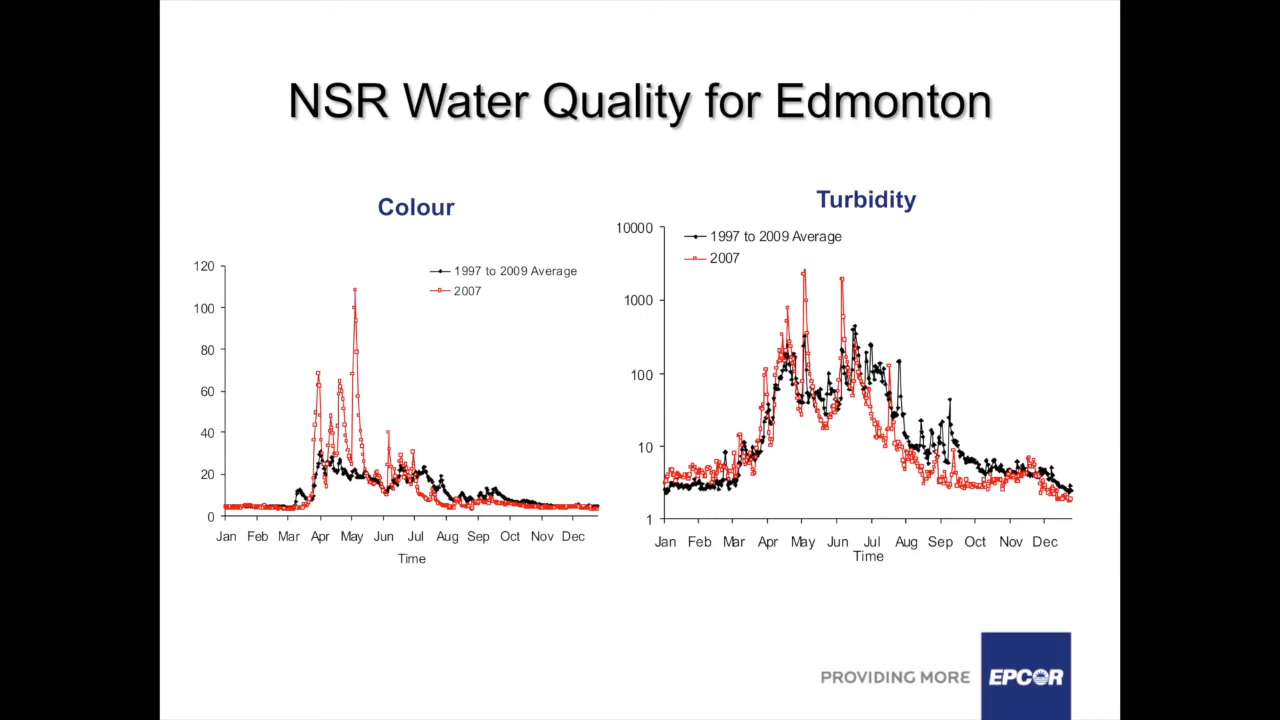 NSR Water Quality for Edmonton
Colour
120
100
80
60
40
20
0
1997 to 2009 Average
2007
Jan Feb Mar Apr May Jun Jul Aug Sep Oct Nov Dec
Time
Turbidity
10000
1000
100
10
1
1997 to 2009 Average
2007
Jan Feb Mar Apr May Jun Jul Aug Sep Oct Nov Dec
Time
PROVIDING MORE
EPCOR